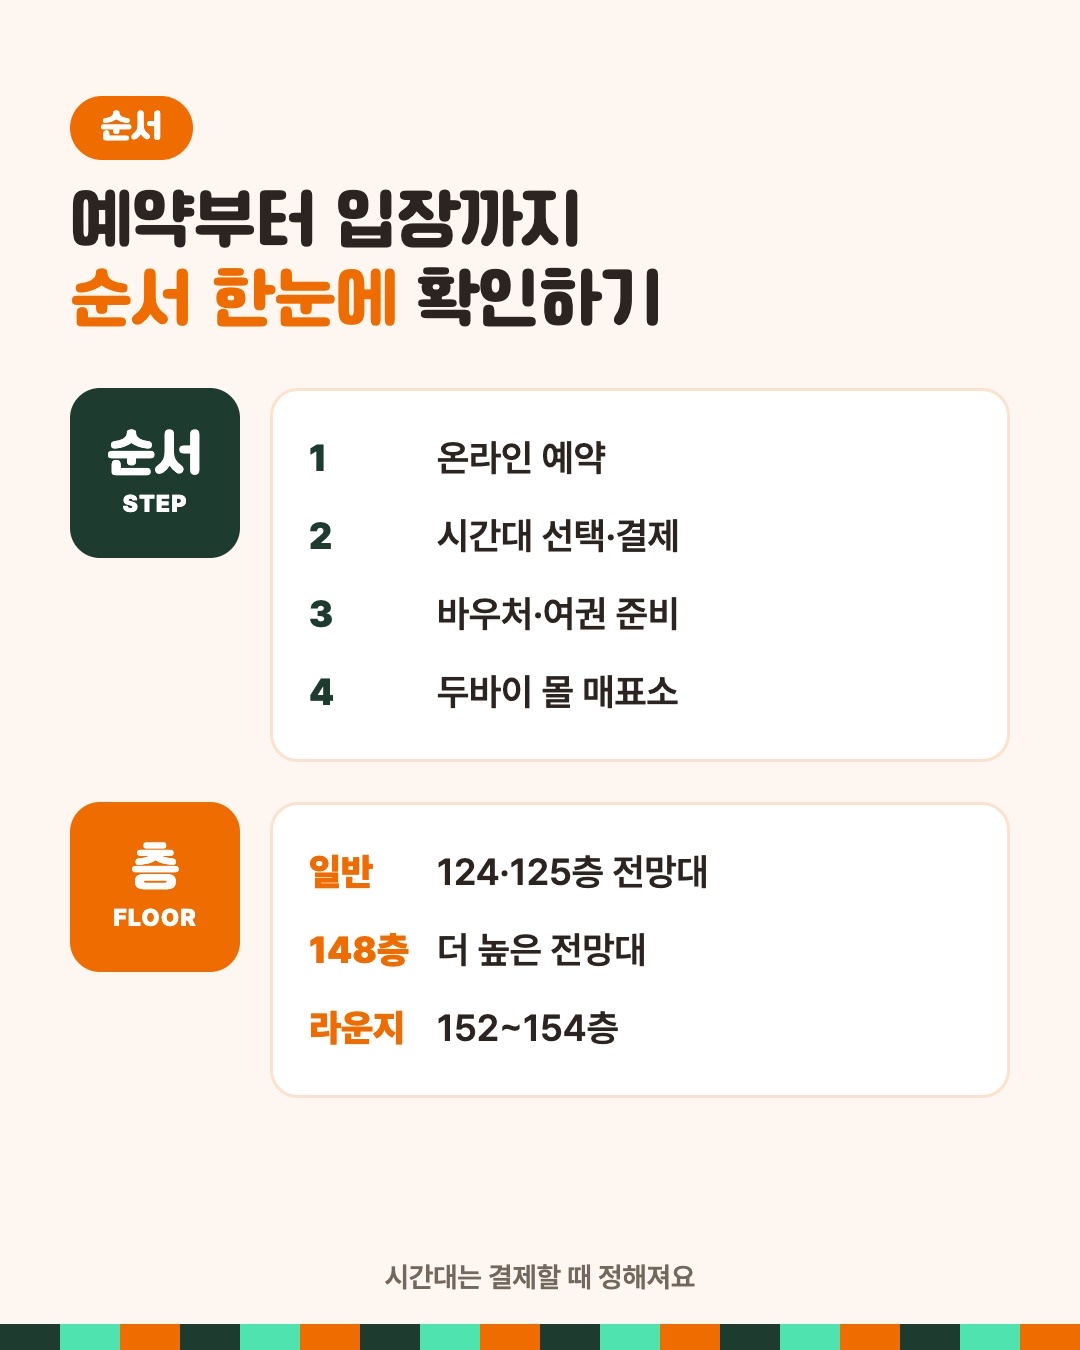 순서
예약부터 입장까지
순서 한눈에 확인하기
순서
STEP
1 온라인 예약
2 시간대 선택·결제
3 바우처·여권 준비
4 두바이 몰 매표소
층
FLOOR
일반 124·125층 전망대
148층 더 높은 전망대
라운지 152~154층
시간대는 결제할 때 정해져요